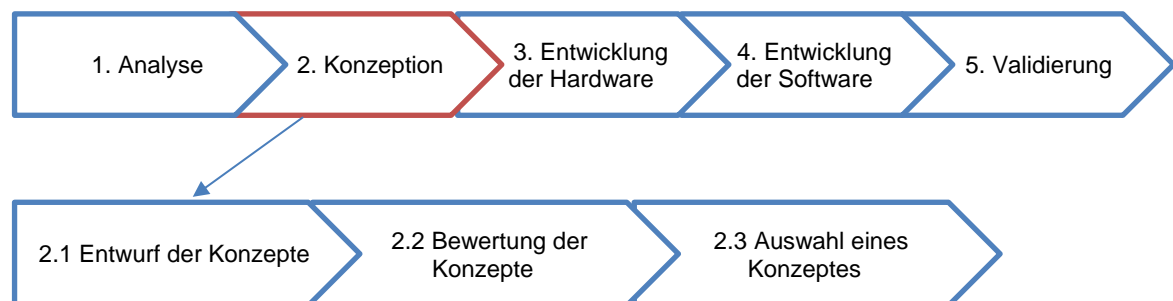 1. Analyse
2. Konzeption
3. Entwicklung
der Hardware
4. Entwicklung
der Software
5. Validierung
2.1 Entwurf der Konzepte
2.2 Bewertung der
Konzepte
2.3 Auswahl eines
Konzeptes